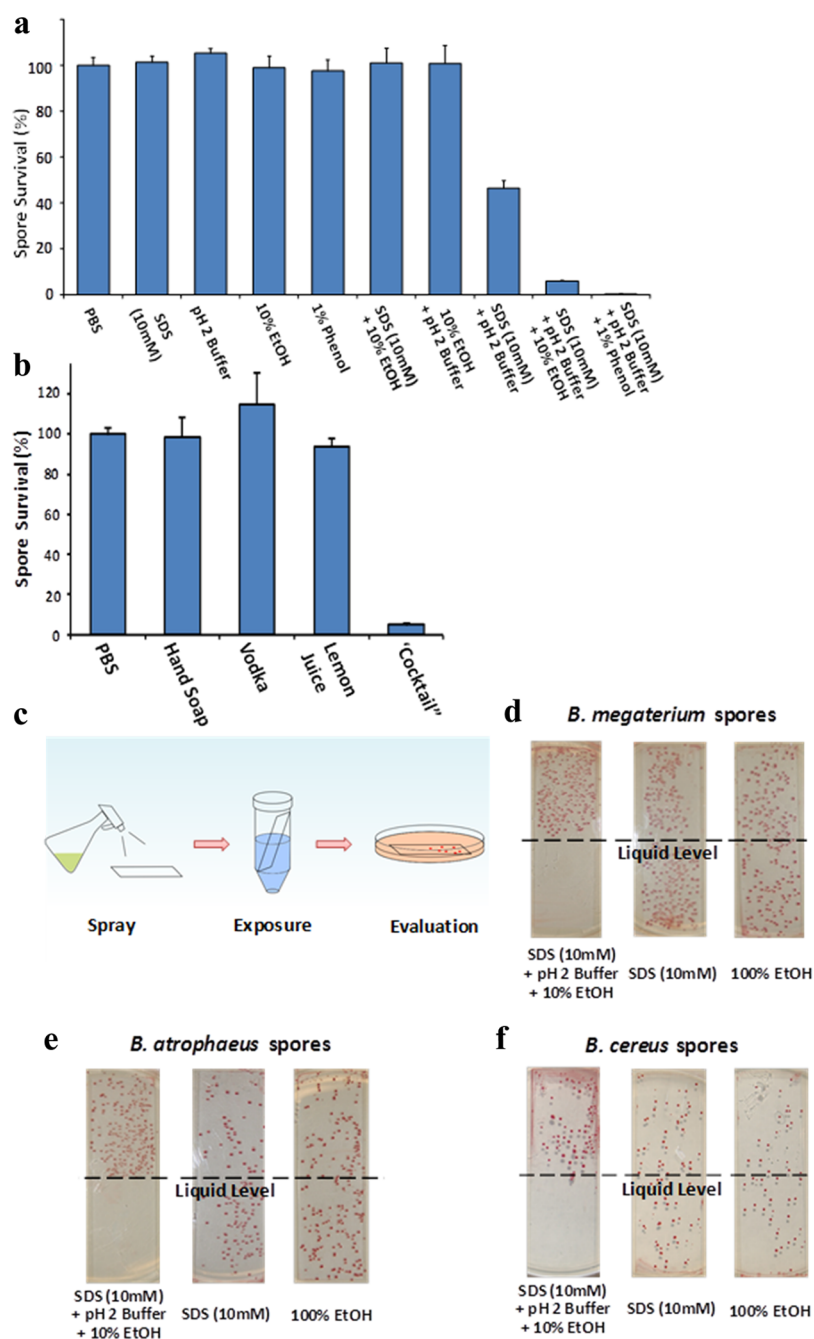 a
Spore Survival (%)
100
80
60
40
20
0
PBS
SDS
(10mM)
pH 2 Buffer
10% EtOH
1% Phenol
SDS (10mM)
+ 10% EtOH
10% EtOH
+ pH 2 Buffer
SDS (10mM)
+ pH 2 Buffer
SDS (10mM)
+ pH 2 Buffer
+ 10% EtOH
SDS (10mM)
+ pH 2 Buffer
+ 1% Phenol
b
Spore Survival (%)
120
100
80
60
40
20
0
PBS
Hand Soap
Vodka
Lemon
Juice
'Cocktail"
c
Spray
Exposure
Evaluation
d
B. megaterium spores
Liquid Level
SDS (10mM)
+ pH 2 Buffer
+ 10% EtOH
SDS (10mM)
100% EtOH
e
B. atrophaeus spores
Liquid Level
SDS (10mM)
+ pH 2 Buffer
+ 10% EtOH
SDS (10mM)
100% EtOH
f
B. cereus spores
Liquid Level
SDS (10mM)
+ pH 2 Buffer
+ 10% EtOH
SDS (10mM)
100% EtOH